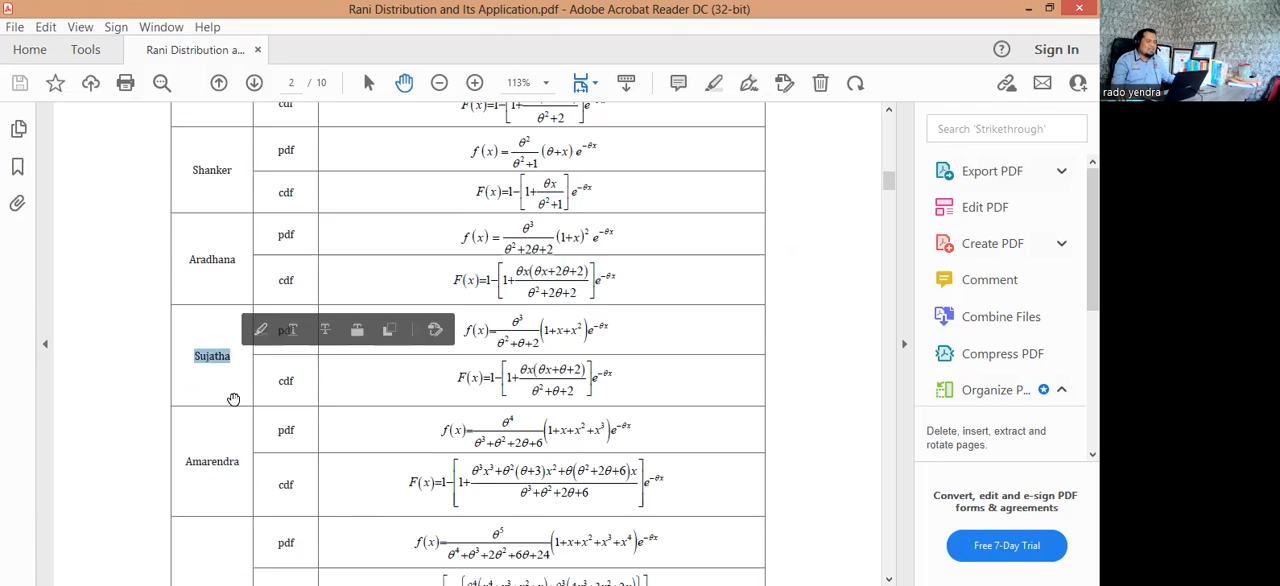 Rani Distribution and Its Application.pdf - Adobe Acrobat Reader DC (32-bit)
File Edit View Sign Window Help
Home Tools Rani Distribution a... × Sign In
2 / 10 113%
rado yendra
cdf
θ²+2
Shanker pdf f(x)=θ²/(θ²+1) (θ+x) e^{-θx}
cdf F(x)=1-[1+θx/(θ²+1)] e^{-θx}
Aradhana pdf f(x)=θ³/(θ²+2θ+2) (1+x)² e^{-θx}
cdf F(x)=1-[1+θx(θx+2θ+2)/(θ²+2θ+2)] e^{-θx}
Sujatha pdf f(x)=θ³/(θ²+θ+2) (1+x+x²) e^{-θx}
cdf F(x)=1-[1+θx(θx+θ+2)/(θ²+θ+2)] e^{-θx}
Amarendra pdf f(x)=θ⁴/(θ³+θ²+2θ+6) (1+x+x²+x³) e^{-θx}
cdf F(x)=1-[1+(θ³x³+θ²(θ+3)x²+θ(θ²+2θ+6)x)/(θ³+θ²+2θ+6)] e^{-θx}
pdf f(x)=θ⁵/(θ⁴+θ³+2θ²+6θ+24) (1+x+x²+x³+x⁴) e^{-θx}
Search 'Strikethrough'
Export PDF
Edit PDF
Create PDF
Comment
Combine Files
Compress PDF
Organize P...
Delete, insert, extract and
rotate pages.
Convert, edit and e-sign PDF
forms & agreements
Free 7-Day Trial